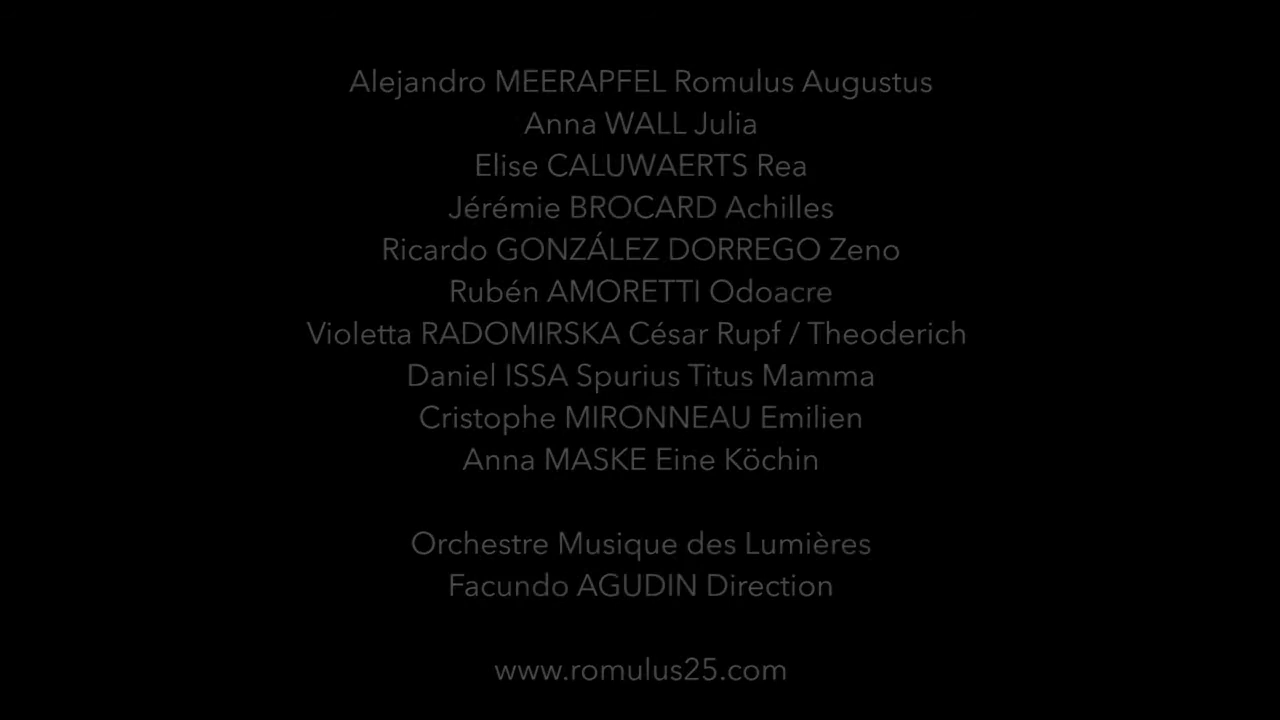 Alejandro MEERAPFEL Romulus Augustus
Anna WALL Julia
Elise CALUWAERTS Rea
Jérémie BROCARD Achilles
Ricardo GONZÁLEZ DORREGO Zeno
Rubén AMORETTI Odoacre
Violetta RADOMIRSKA César Rupf / Theoderich
Daniel ISSA Spurius Titus Mamma
Cristophe MIRONNEAU Emilien
Anna MASKE Eine Köchin
Orchestre Musique des Lumières
Facundo AGUDIN Direction
www.romulus25.com